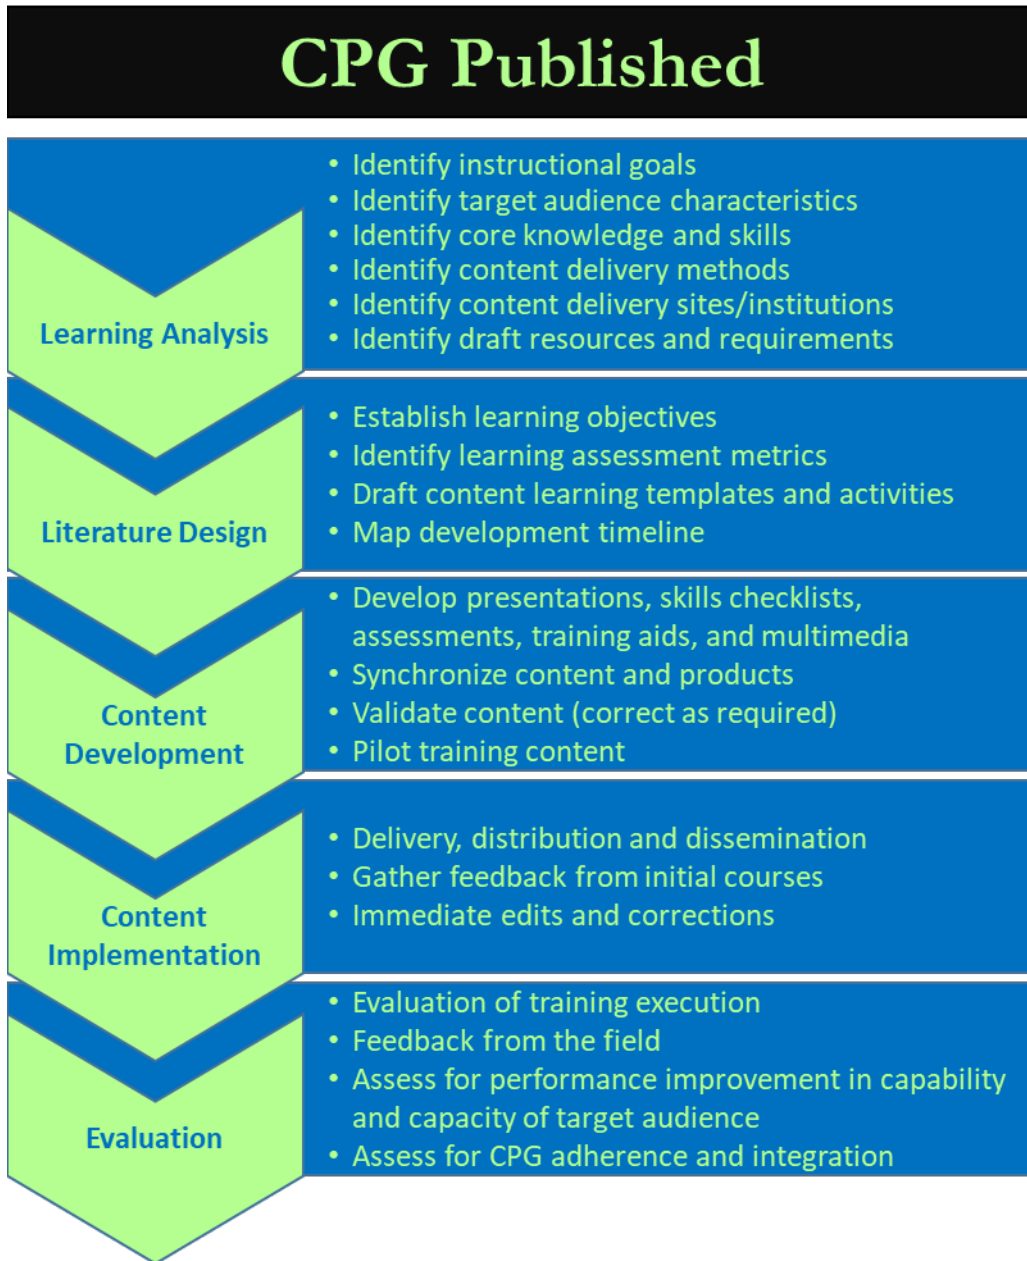 CPG Published
Learning Analysis
• Identify instructional goals
• Identify target audience characteristics
• Identify core knowledge and skills
• Identify content delivery methods
• Identify content delivery sites/institutions
• Identify draft resources and requirements
Literature Design
• Establish learning objectives
• Identify learning assessment metrics
• Draft content learning templates and activities
• Map development timeline
Content
Development
• Develop presentations, skills checklists,
assessments, training aids, and multimedia
• Synchronize content and products
• Validate content (correct as required)
• Pilot training content
Content
Implementation
• Delivery, distribution and dissemination
• Gather feedback from initial courses
• Immediate edits and corrections
Evaluation
• Evaluation of training execution
• Feedback from the field
• Assess for performance improvement in capability
and capacity of target audience
• Assess for CPG adherence and integration